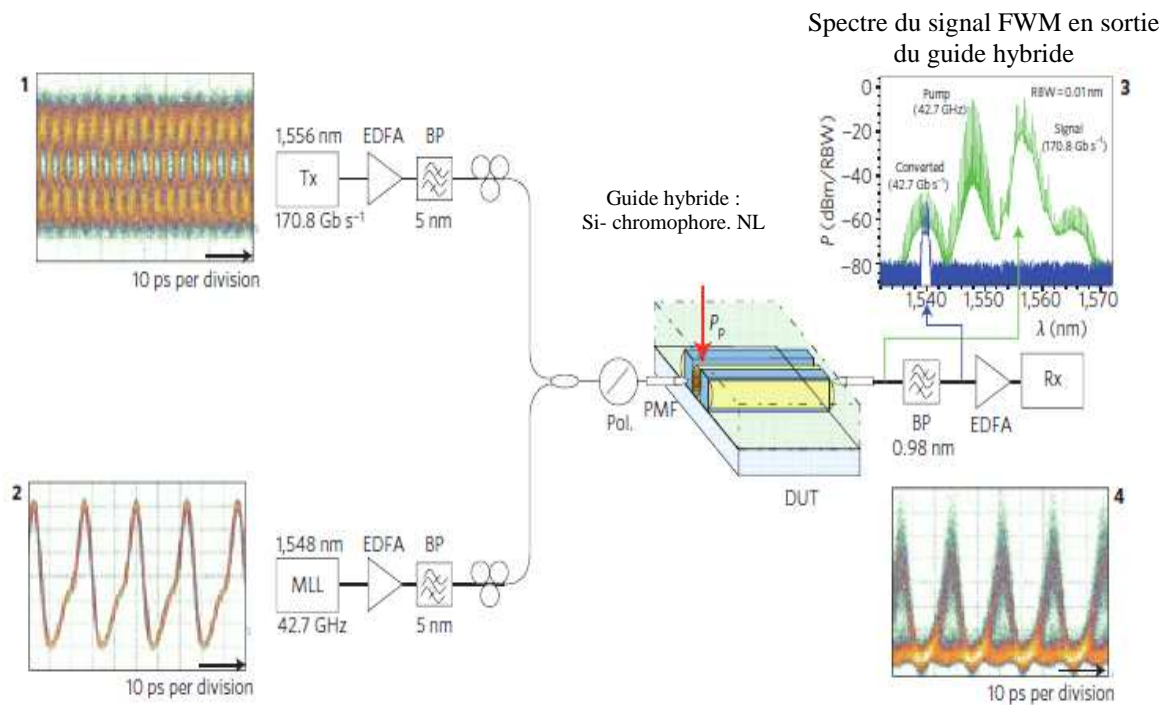 Spectre du signal FWM en sortie
du guide hybride
1
10 ps per division
1,556 nm
EDFA
BP
Tx
170.8 Gb s⁻¹
5 nm
Guide hybride :
Si- chromophore. NL
3
0
−20
−40
−60
−80
P (dBm/RBW)
Pump
(42.7 GHz)
RBW = 0.01 nm
Signal
(170.8 Gb s⁻¹)
Converted
(42.7 Gb s⁻¹)
1,540 1,550 1,560 1,570
λ (nm)
Pp
Pol.
PMF
DUT
BP
0.98 nm
EDFA
Rx
2
10 ps per division
1,548 nm
EDFA
BP
MLL
42.7 GHz
5 nm
4
10 ps per division